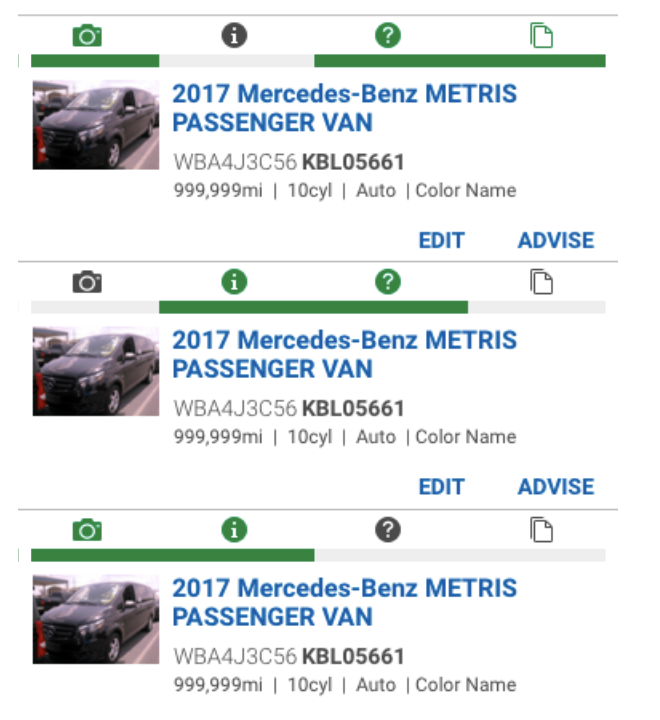 2017 Mercedes-Benz METRIS
PASSENGER VAN
WBA4J3C56 KBL05661
999,999mi | 10cyl | Auto | Color Name
EDIT ADVISE
2017 Mercedes-Benz METRIS
PASSENGER VAN
WBA4J3C56 KBL05661
999,999mi | 10cyl | Auto | Color Name
EDIT ADVISE
2017 Mercedes-Benz METRIS
PASSENGER VAN
WBA4J3C56 KBL05661
999,999mi | 10cyl | Auto | Color Name